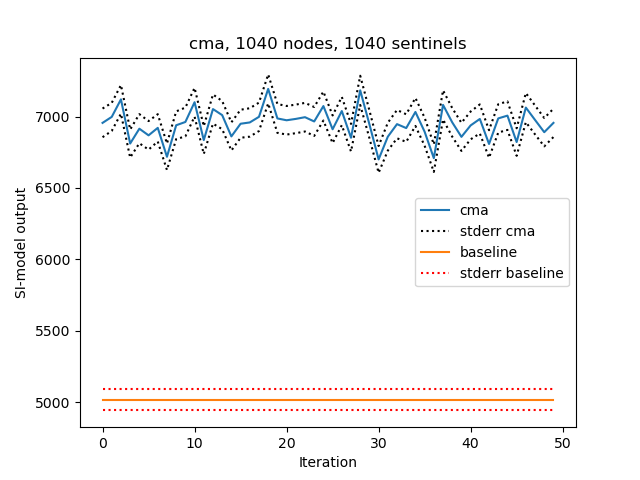 cma, 1040 nodes, 1040 sentinels
7000
6500
6000
5500
5000
SI-model output
cma
stderr cma
baseline
stderr baseline
0
10
20
30
40
50
Iteration